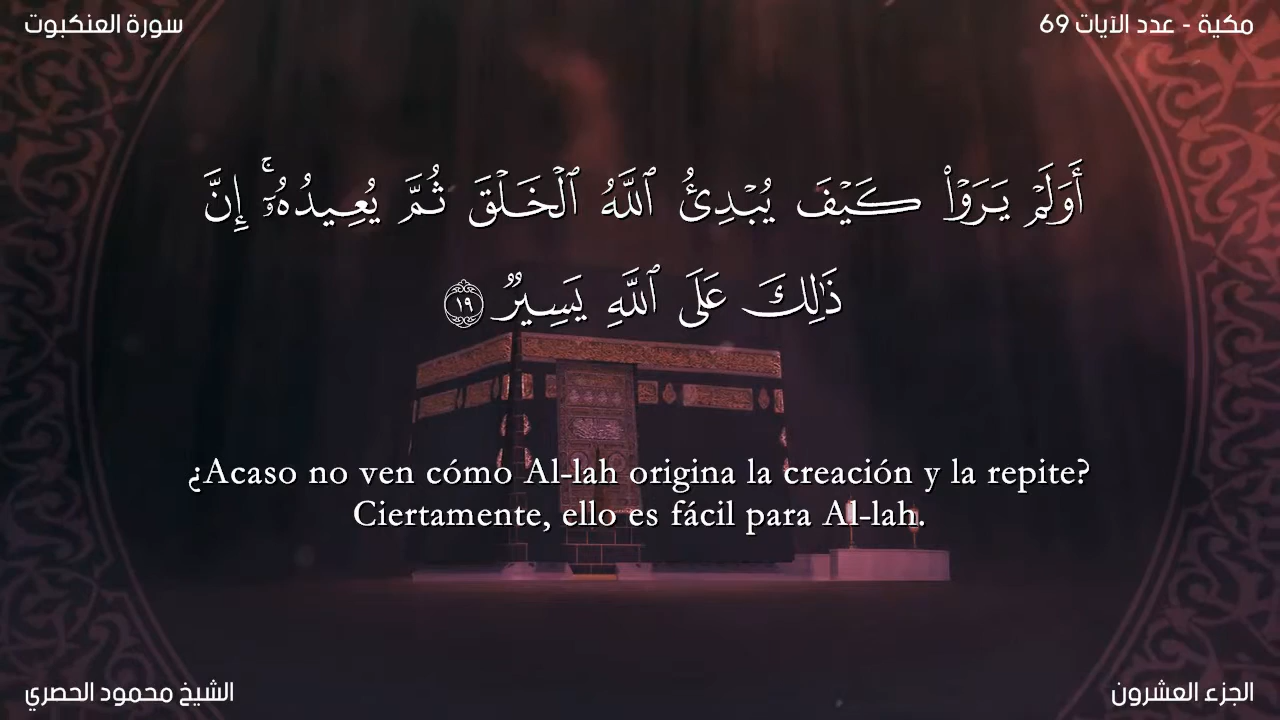 سورة العنكبوت
مكية - عدد الآيات 69
أَوَلَمْ يَرَوْا۟ كَيْفَ يُبْدِئُ ٱللَّهُ ٱلْخَلْقَ ثُمَّ يُعِيدُهُۥٓ ۚ إِنَّ
ذَٰلِكَ عَلَى ٱللَّهِ يَسِيرٌ ١٩
¿Acaso no ven cómo Al-lah origina la creación y la repite?
Ciertamente, ello es fácil para Al-lah.
الشيخ محمود الحصري
الجزء العشرون